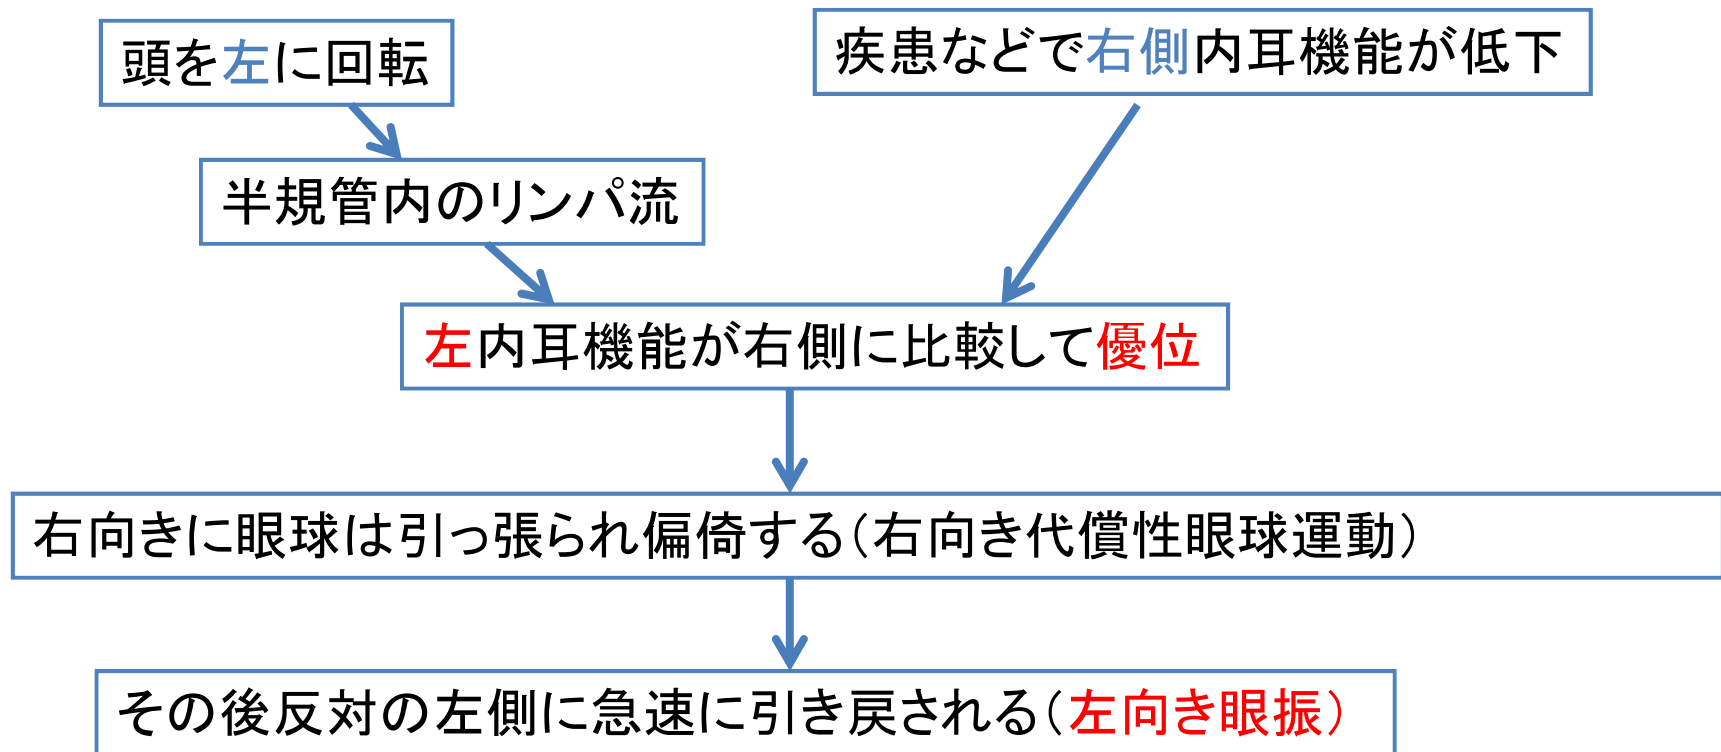 頭を左に回転
疾患などで右側内耳機能が低下
半規管内のリンパ流
左内耳機能が右側に比較して優位
右向きに眼球は引っ張られ偏倚する（右向き代償性眼球運動）
その後反対の左側に急速に引き戻される（左向き眼振）